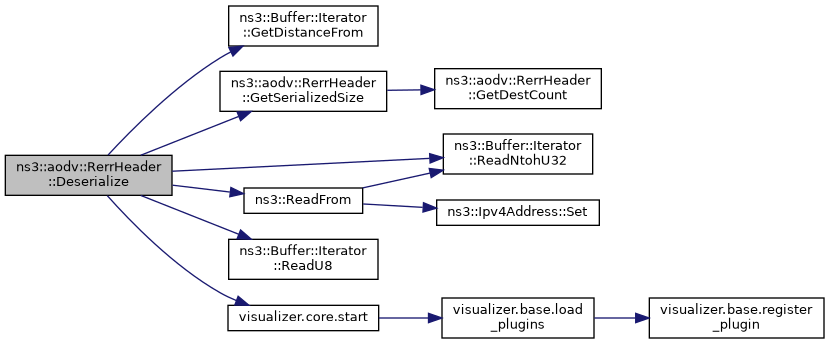 ns3::Buffer::Iterator
::GetDistanceFrom
ns3::aodv::RerrHeader
::GetSerializedSize
ns3::aodv::RerrHeader
::GetDestCount
ns3::Buffer::Iterator
::ReadNtohU32
ns3::aodv::RerrHeader
::Deserialize
ns3::ReadFrom
ns3::Ipv4Address::Set
ns3::Buffer::Iterator
::ReadU8
visualizer.core.start
visualizer.base.load
_plugins
visualizer.base.register
_plugin